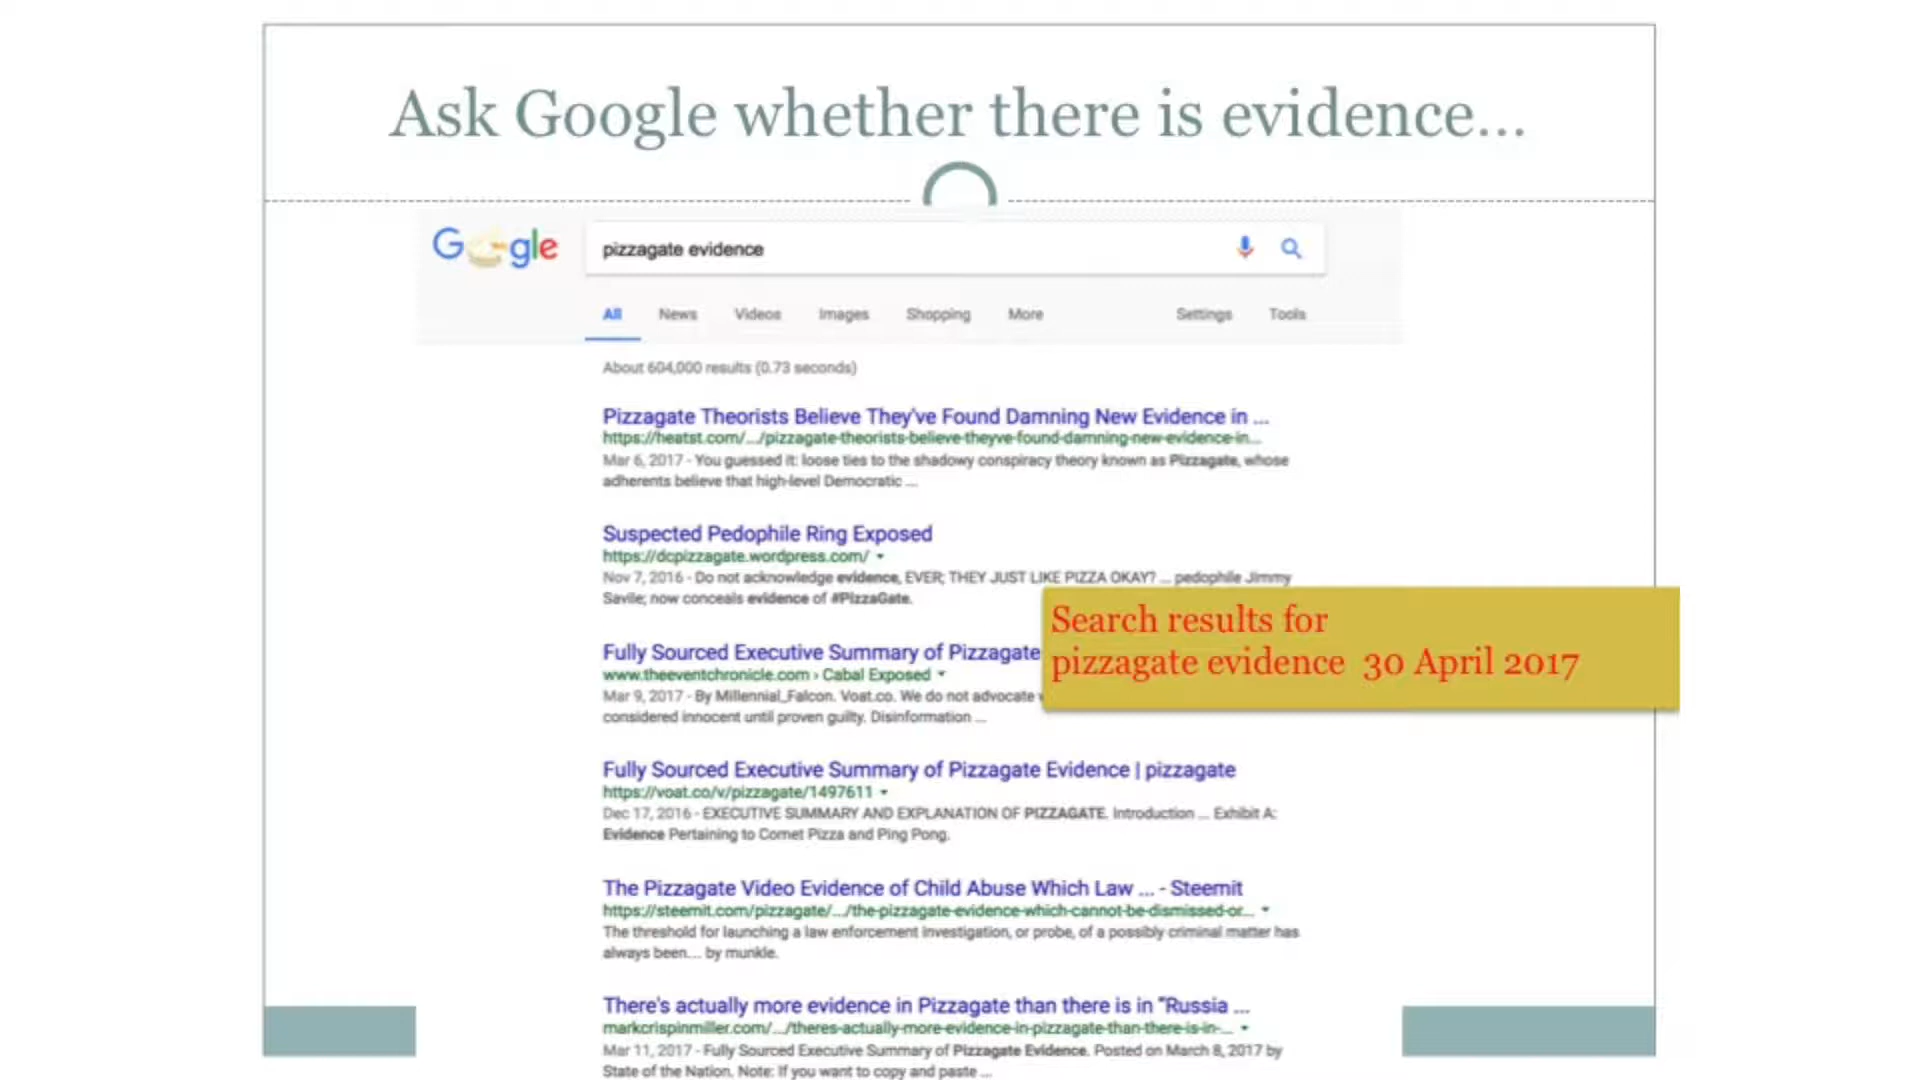 Ask Google whether there is evidence...
Google
pizzagate evidence
All News Videos Images Shopping More Settings Tools
About 604,000 results (0.73 seconds)
Pizzagate Theorists Believe They've Found Damning New Evidence in ...
https://heatst.com/.../pizzagate-theorists-believe-theyve-found-damning-new-evidence-in...
Mar 6, 2017 - You guessed it: loose ties to the shadowy conspiracy theory known as Pizzagate, whose
adherents believe that high-level Democratic ...
Suspected Pedophile Ring Exposed
https://dcpizzagate.wordpress.com/
Nov 7, 2016 - Do not acknowledge evidence, EVER; THEY JUST LIKE PIZZA OKAY? ... pedophile Jimmy
Savile; now conceals evidence of #PizzaGate.
Search results for
pizzagate evidence 30 April 2017
Fully Sourced Executive Summary of Pizzagate
www.theeventchronicle.com › Cabal Exposed
Mar 9, 2017 - By Millennial_Falcon. Voat.co. We do not advocate
considered innocent until proven guilty. Disinformation ...
Fully Sourced Executive Summary of Pizzagate Evidence | pizzagate
https://voat.co/v/pizzagate/1497611
Dec 17, 2016 - EXECUTIVE SUMMARY AND EXPLANATION OF PIZZAGATE. Introduction ... Exhibit A:
Evidence Pertaining to Comet Pizza and Ping Pong.
The Pizzagate Video Evidence of Child Abuse Which Law ... - Steemit
https://steemit.com/pizzagate/.../the-pizzagate-evidence-which-cannot-be-dismissed-or...
The threshold for launching a law enforcement investigation, or probe, of a possibly criminal matter has
always been.... by munkle.
There's actually more evidence in Pizzagate than there is in "Russia ...
markcrispinmiller.com/.../theres-actually-more-evidence-in-pizzagate-than-there-is-in-...
Mar 11, 2017 - Fully Sourced Executive Summary of Pizzagate Evidence. Posted on March 8, 2017 by
State of the Nation. Note: If you want to copy and paste ...